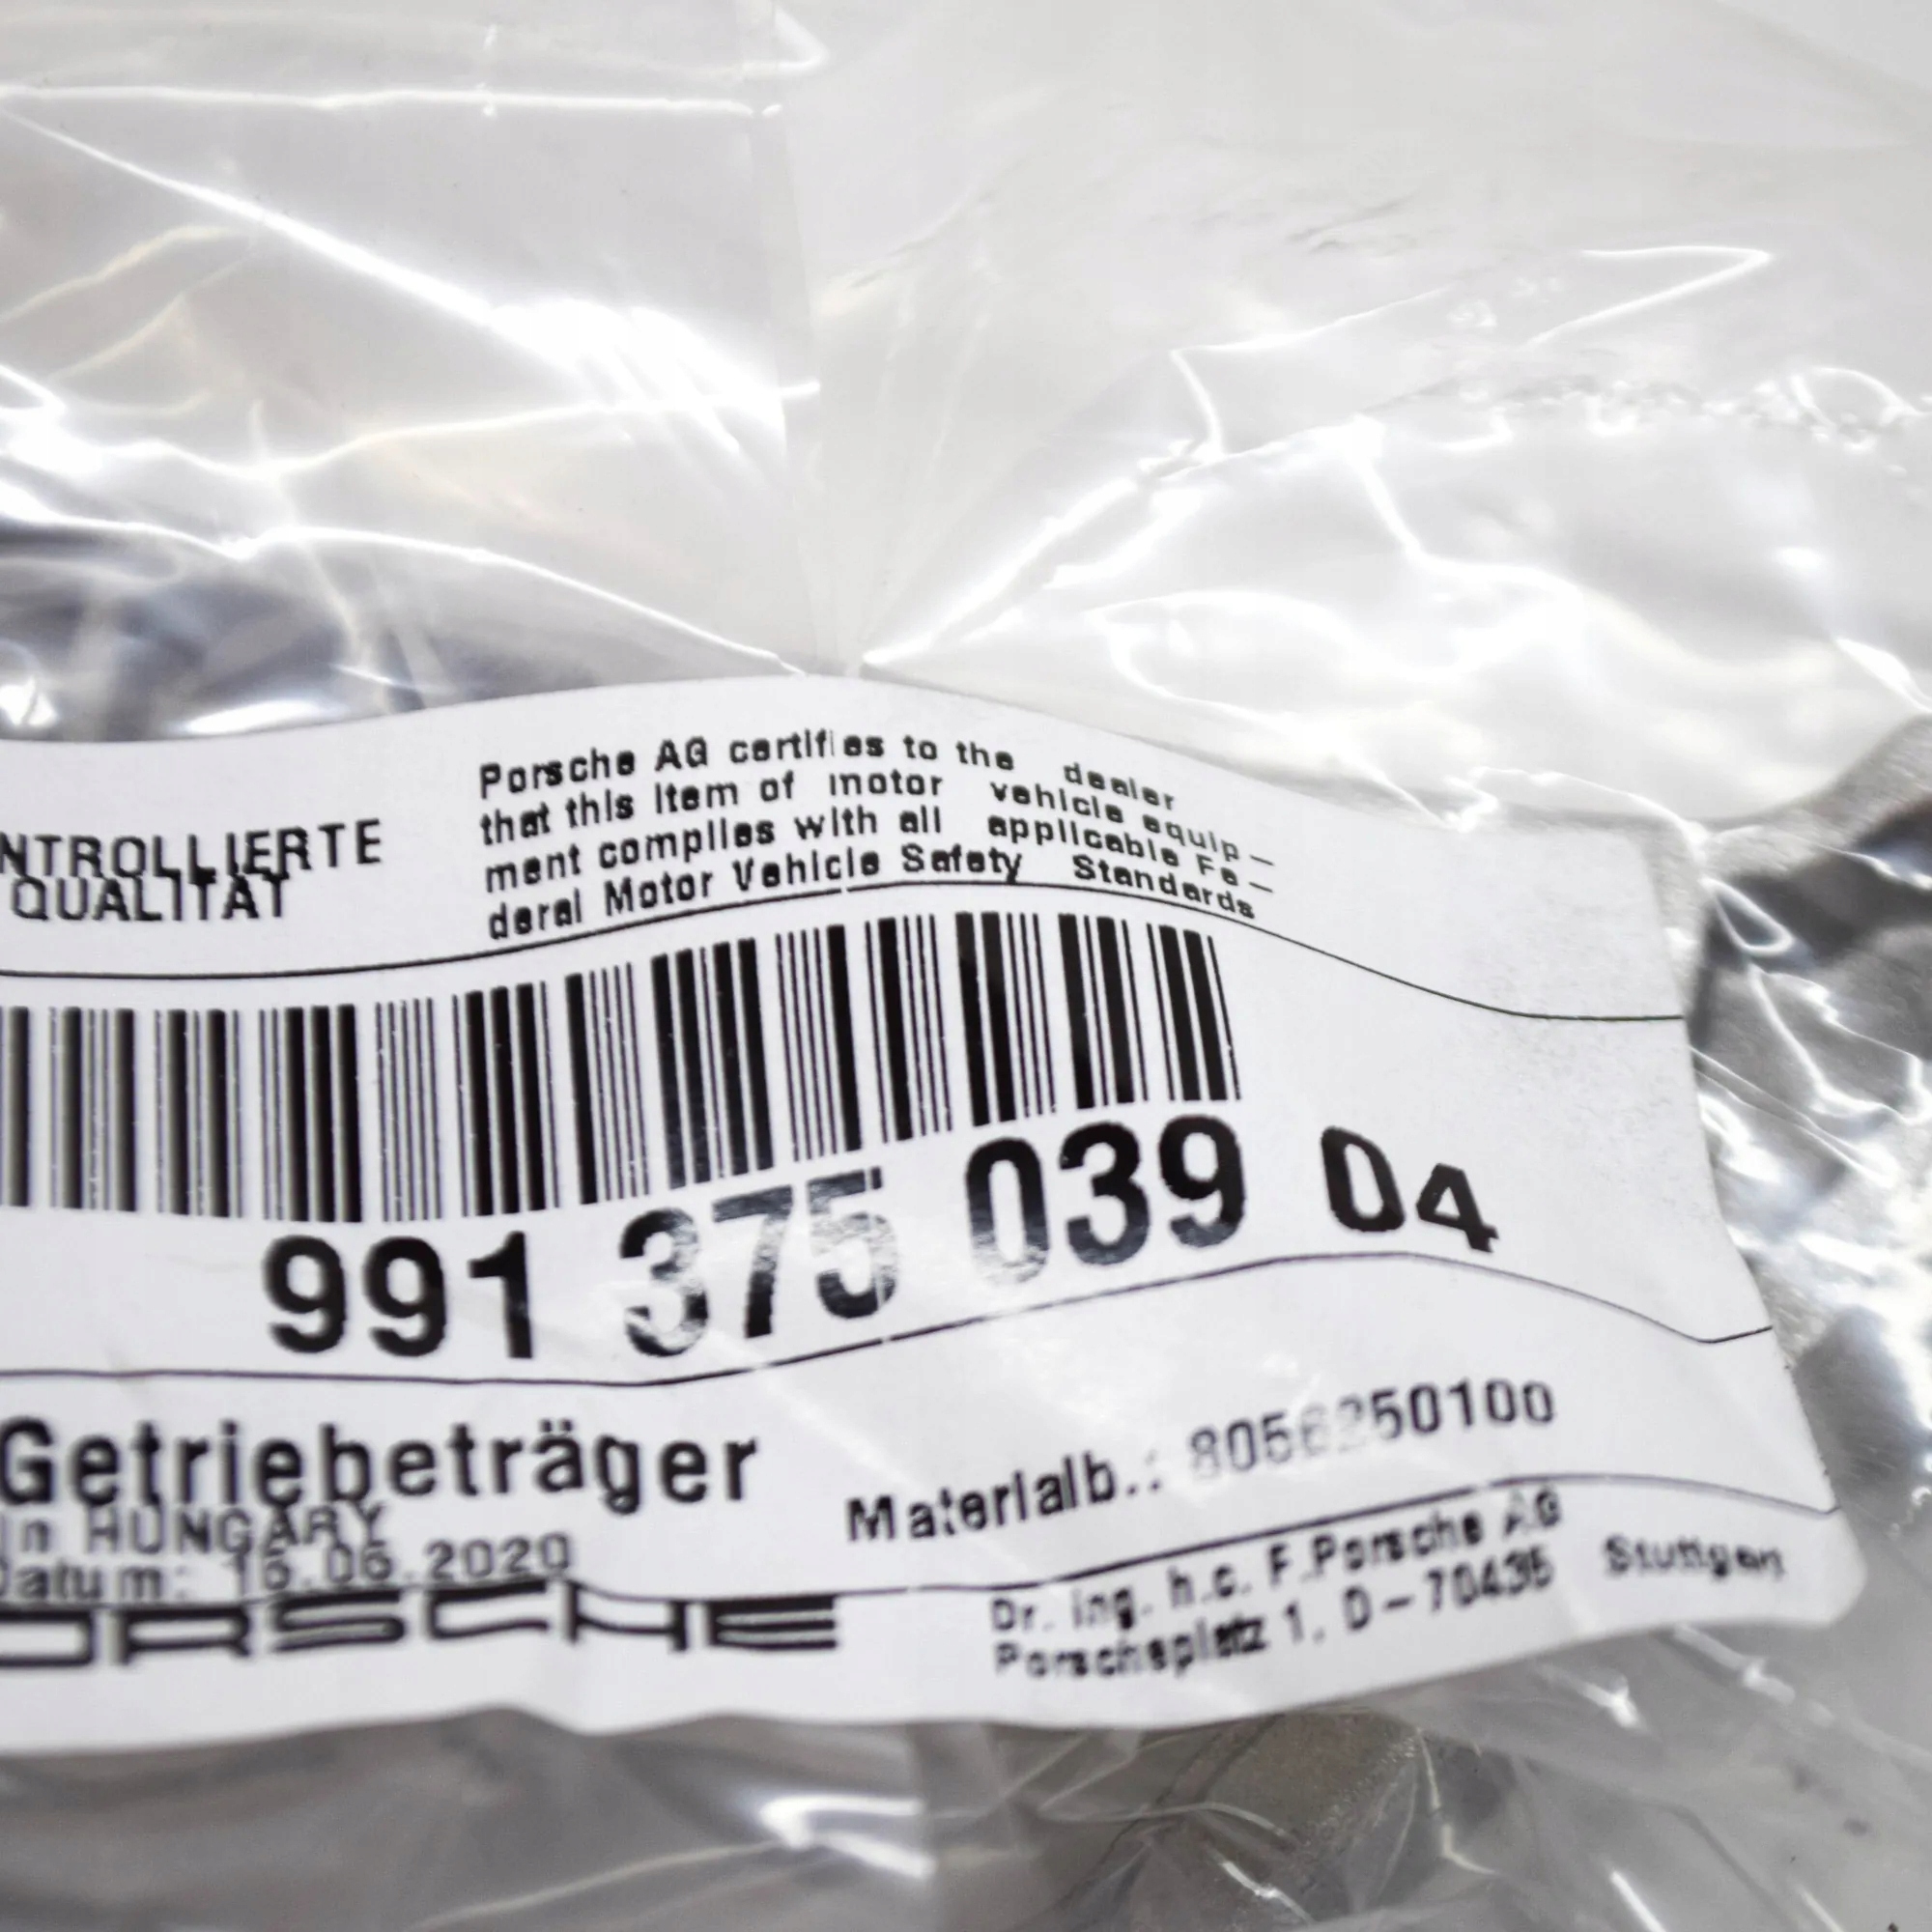 NTROLLIERTE
QUALITÄT
Porsche AG certifies to the dealer
that this item of motor vehicle equip–
ment complies with all applicable Fe–
deral Motor Vehicle Safety Standards
991 375 039 04
Getriebeträger
in HUNGARY
Datum: 16.06.2020
Materialb.: 8056250100
ORSCHE
Dr. ing. h.c. F.Porsche AG
Porscheplatz 1, D–70435 Stuttgart